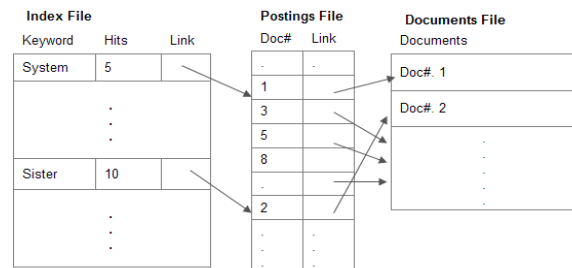 Index File
Keyword Hits Link
System 5
Sister 10
Postings File
Doc# Link
1
3
5
8
2
Documents File
Documents
Doc#. 1
Doc#. 2